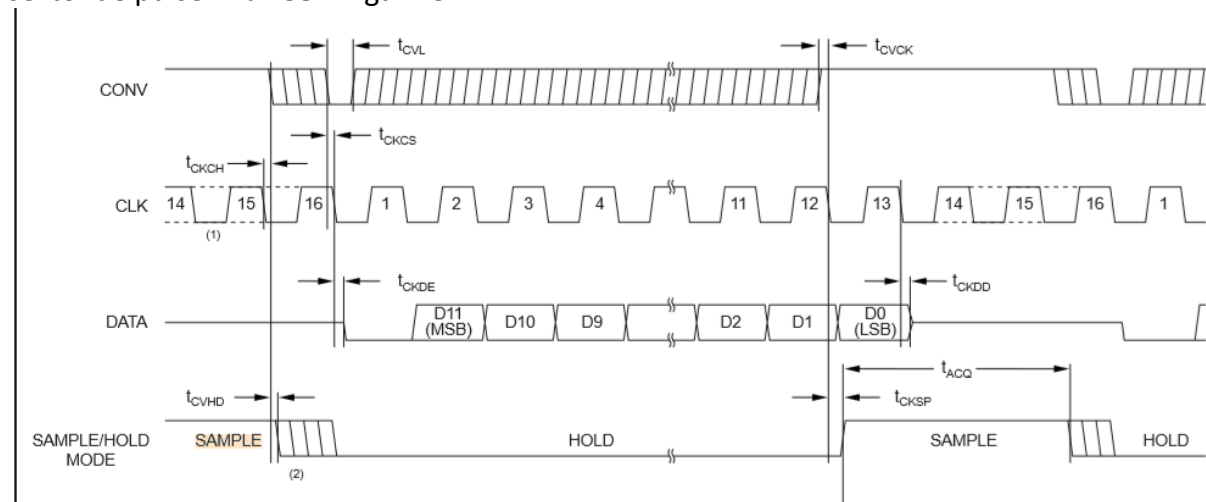 tCVL
tCVCK
CONV
tCKCS
tCKCH
CLK
14 15 16 1 2 3 4 11 12 13 14 15 16 1
(1)
tCKDE
tCKDD
DATA
D11 (MSB) D10 D9 D2 D1 D0 (LSB)
tACQ
tCVHD
tCKSP
SAMPLE/HOLD MODE
SAMPLE HOLD SAMPLE HOLD
(2)